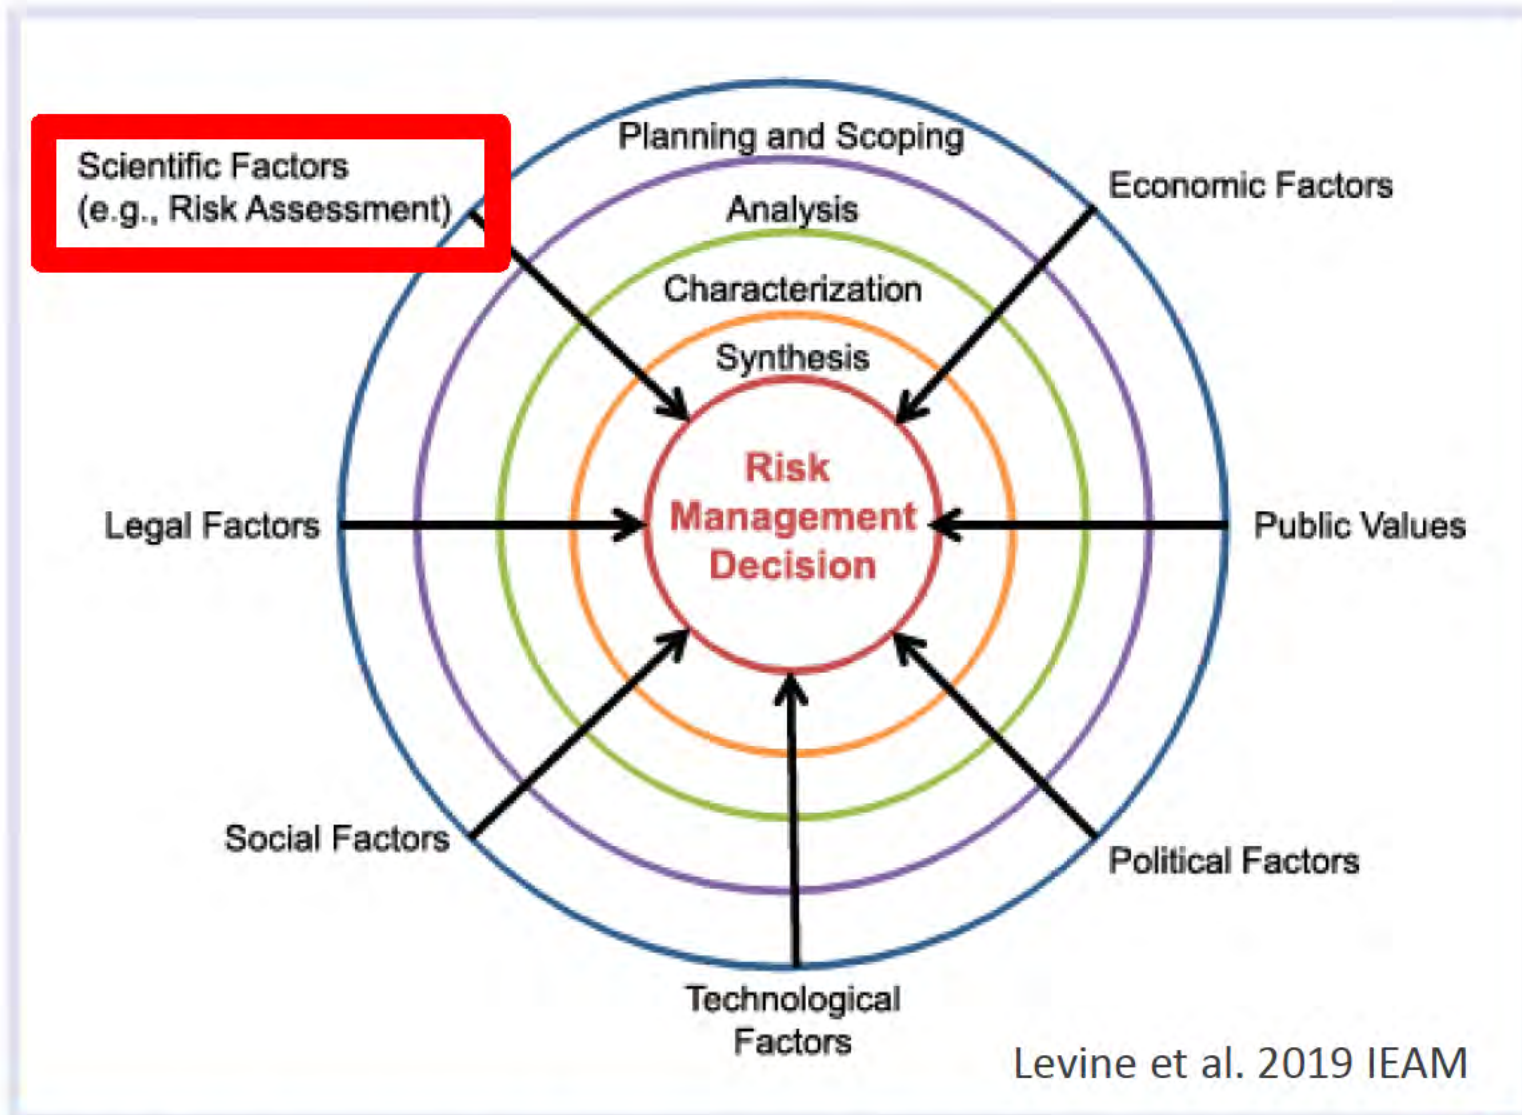 Planning and Scoping
Scientific Factors
(e.g., Risk Assessment)
Economic Factors
Analysis
Characterization
Synthesis
Risk
Management
Decision
Legal Factors
Public Values
Social Factors
Political Factors
Technological
Factors
Levine et al. 2019 IEAM